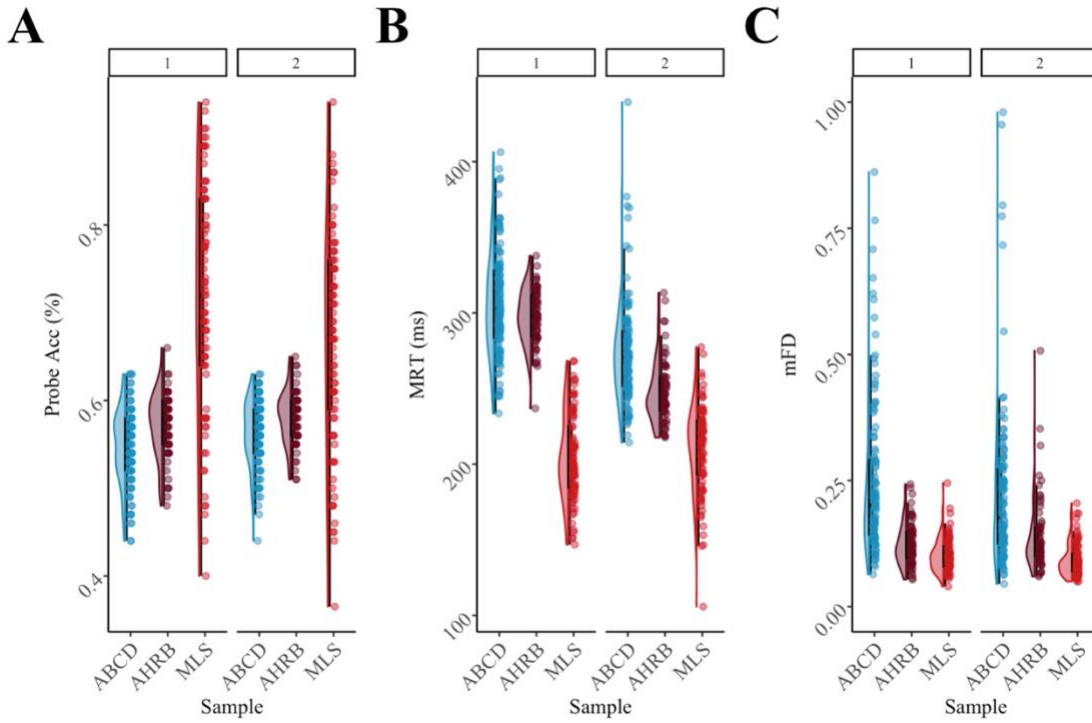 A
B
C
1
2
1
2
1
2
Probe Acc (%)
0.8
0.6
0.4
MRT (ms)
400
300
200
100
mFD
1.00
0.75
0.50
0.25
0.00
ABCD
AHRB
MLS
ABCD
AHRB
MLS
ABCD
AHRB
MLS
ABCD
AHRB
MLS
ABCD
AHRB
MLS
ABCD
AHRB
MLS
Sample
Sample
Sample